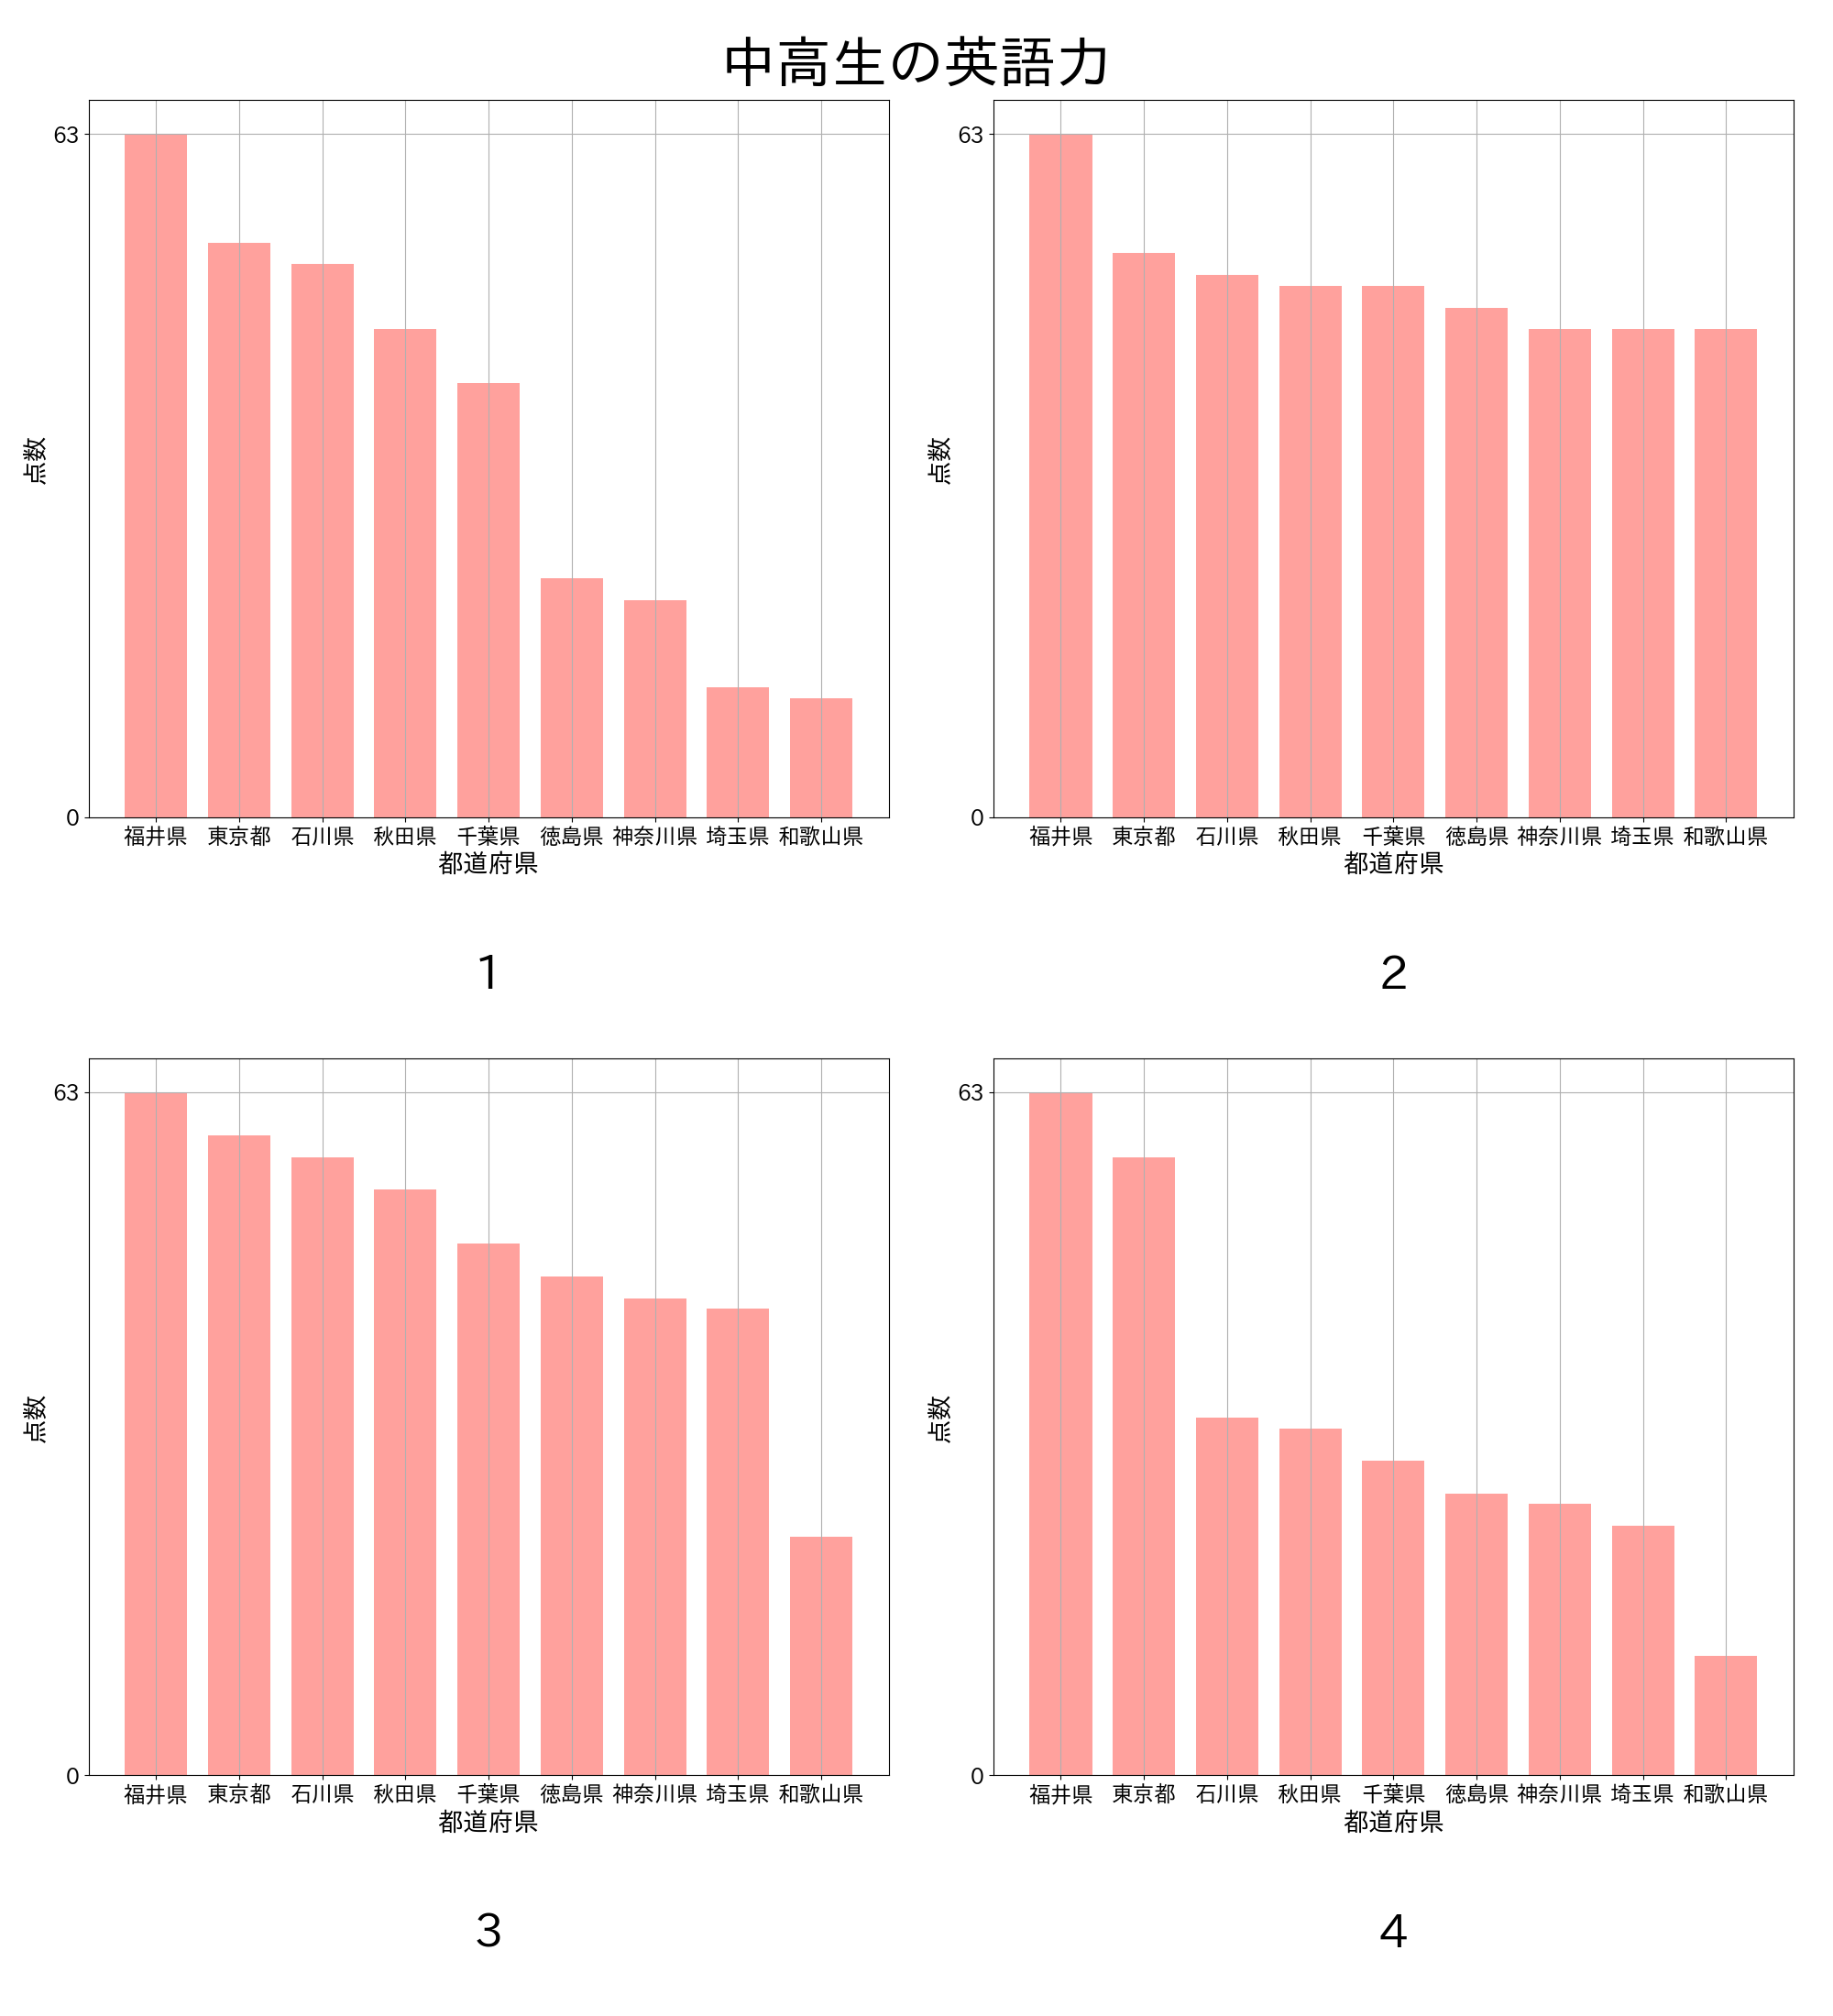 中高生の英語力
63
点数
0
福井県 東京都 石川県 秋田県 千葉県 徳島県 神奈川県 埼玉県 和歌山県
都道府県
1
63
点数
0
福井県 東京都 石川県 秋田県 千葉県 徳島県 神奈川県 埼玉県 和歌山県
都道府県
2
63
点数
0
福井県 東京都 石川県 秋田県 千葉県 徳島県 神奈川県 埼玉県 和歌山県
都道府県
3
63
点数
0
福井県 東京都 石川県 秋田県 千葉県 徳島県 神奈川県 埼玉県 和歌山県
都道府県
4